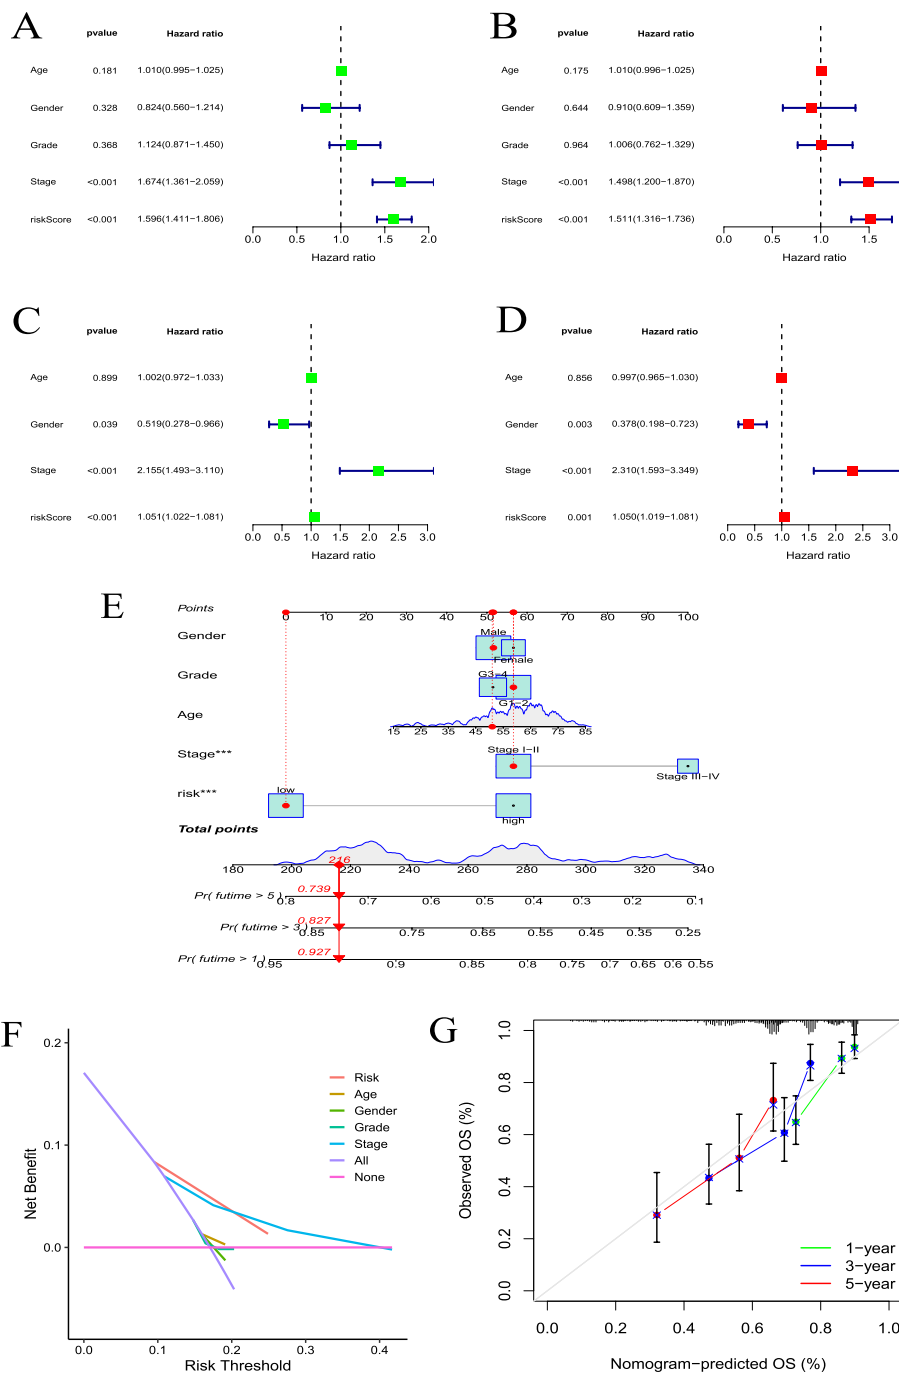 A
pvalue Hazard ratio
Age 0.181 1.010(0.995−1.025)
Gender 0.328 0.824(0.560−1.214)
Grade 0.368 1.124(0.871−1.450)
Stage <0.001 1.674(1.361−2.059)
riskScore <0.001 1.596(1.411−1.806)
0.0 0.5 1.0 1.5 2.0
Hazard ratio
B
pvalue Hazard ratio
Age 0.175 1.010(0.996−1.025)
Gender 0.644 0.910(0.609−1.359)
Grade 0.964 1.006(0.762−1.329)
Stage <0.001 1.498(1.200−1.870)
riskScore <0.001 1.511(1.316−1.736)
0.0 0.5 1.0 1.5
Hazard ratio
C
pvalue Hazard ratio
Age 0.899 1.002(0.972−1.033)
Gender 0.039 0.519(0.278−0.966)
Stage <0.001 2.155(1.493−3.110)
riskScore <0.001 1.051(1.022−1.081)
0.0 0.5 1.0 1.5 2.0 2.5 3.0
Hazard ratio
D
pvalue Hazard ratio
Age 0.856 0.997(0.965−1.030)
Gender 0.003 0.378(0.198−0.723)
Stage <0.001 2.310(1.593−3.349)
riskScore 0.001 1.050(1.019−1.081)
0.0 0.5 1.0 1.5 2.0 2.5 3.0
Hazard ratio
E
Points
0 10 20 30 40 50 60 70 80 90 100
Gender
Male
Female
Grade
G3−4
G1−2
Age
15 25 35 45 55 65 75 85
Stage***
Stage I−II
Stage III−IV
risk***
low
high
Total points
216
180 200 220 240 260 280 300 320 340
0.739
Pr( futime > 5 )
0.8 0.7 0.6 0.5 0.4 0.3 0.2 0.1
0.827
Pr( futime > 3 )
0.85 0.75 0.65 0.55 0.45 0.35 0.25
0.927
Pr( futime > 1 )
0.95 0.9 0.85 0.8 0.75 0.7 0.65 0.6 0.55
F
Net Benefit
0.2
0.1
0.0
Risk
Age
Gender
Grade
Stage
All
None
0.0 0.1 0.2 0.3 0.4
Risk Threshold
G
Observed OS (%)
1.0
0.8
0.6
0.4
0.2
0.0
1−year
3−year
5−year
0.0 0.2 0.4 0.6 0.8 1.0
Nomogram−predicted OS (%)